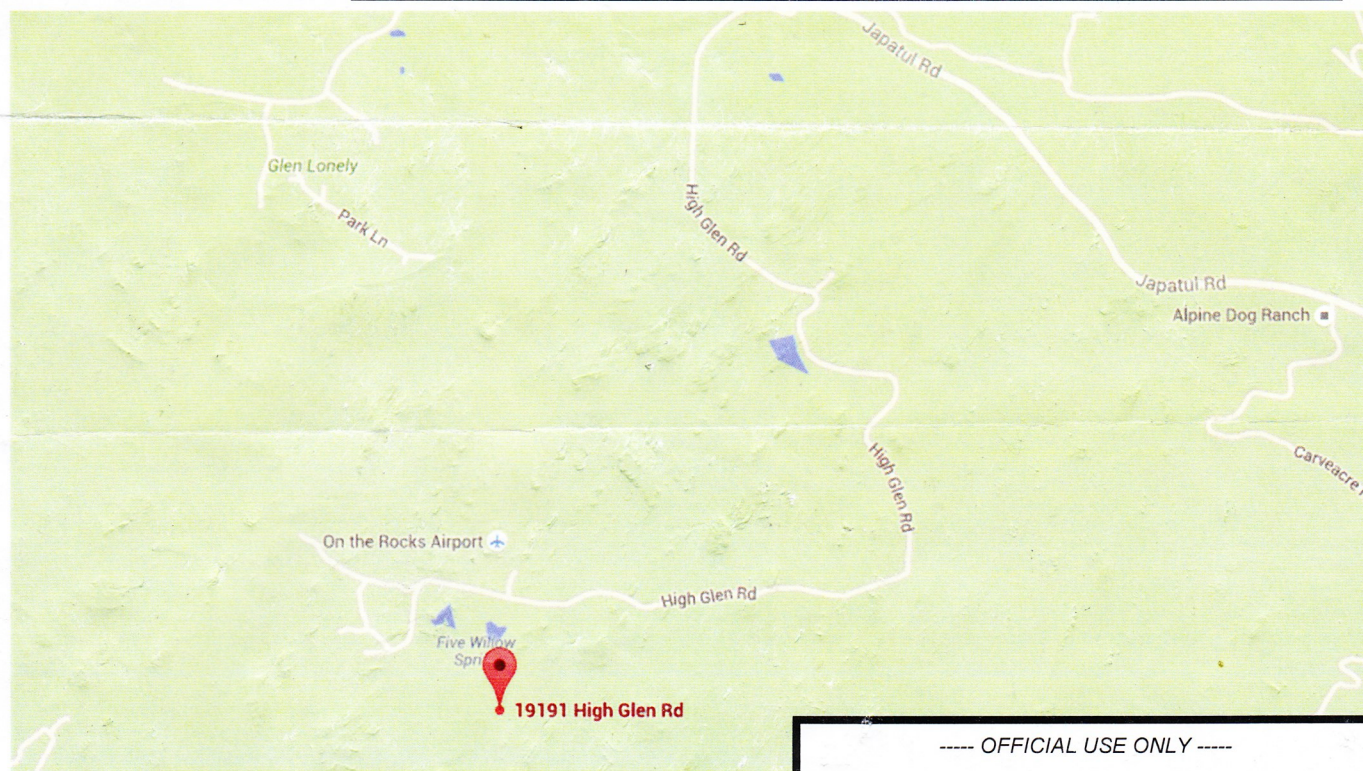 Japatul Rd
Glen Lonely
Park Ln
High Glen Rd
Japatul Rd
Alpine Dog Ranch
High Glen Rd
Carveacre
On the Rocks Airport
High Glen Rd
Five Willow
19191 High Glen Rd
----- OFFICIAL USE ONLY -----